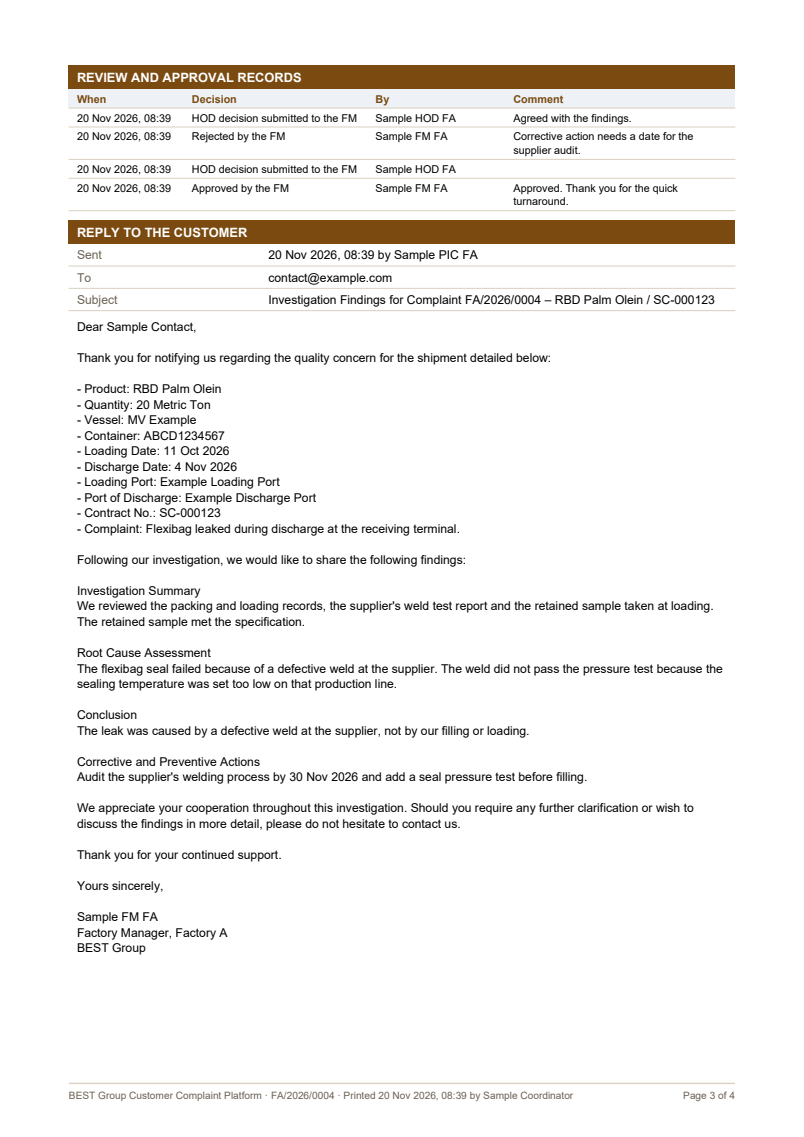 REVIEW AND APPROVAL RECORDS
When Decision By Comment
20 Nov 2026, 08:39 HOD decision submitted to the FM Sample HOD FA Agreed with the findings.
20 Nov 2026, 08:39 Rejected by the FM Sample FM FA Corrective action needs a date for the
supplier audit.
20 Nov 2026, 08:39 HOD decision submitted to the FM Sample HOD FA
20 Nov 2026, 08:39 Approved by the FM Sample FM FA Approved. Thank you for the quick
turnaround.
REPLY TO THE CUSTOMER
Sent 20 Nov 2026, 08:39 by Sample PIC FA
To contact@example.com
Subject Investigation Findings for Complaint FA/2026/0004 – RBD Palm Olein / SC-000123
Dear Sample Contact,
Thank you for notifying us regarding the quality concern for the shipment detailed below:
- Product: RBD Palm Olein
- Quantity: 20 Metric Ton
- Vessel: MV Example
- Container: ABCD1234567
- Loading Date: 11 Oct 2026
- Discharge Date: 4 Nov 2026
- Loading Port: Example Loading Port
- Port of Discharge: Example Discharge Port
- Contract No.: SC-000123
- Complaint: Flexibag leaked during discharge at the receiving terminal.
Following our investigation, we would like to share the following findings:
Investigation Summary
We reviewed the packing and loading records, the supplier's weld test report and the retained sample taken at loading.
The retained sample met the specification.
Root Cause Assessment
The flexibag seal failed because of a defective weld at the supplier. The weld did not pass the pressure test because the
sealing temperature was set too low on that production line.
Conclusion
The leak was caused by a defective weld at the supplier, not by our filling or loading.
Corrective and Preventive Actions
Audit the supplier's welding process by 30 Nov 2026 and add a seal pressure test before filling.
We appreciate your cooperation throughout this investigation. Should you require any further clarification or wish to
discuss the findings in more detail, please do not hesitate to contact us.
Thank you for your continued support.
Yours sincerely,
Sample FM FA
Factory Manager, Factory A
BEST Group
BEST Group Customer Complaint Platform · FA/2026/0004 · Printed 20 Nov 2026, 08:39 by Sample Coordinator Page 3 of 4